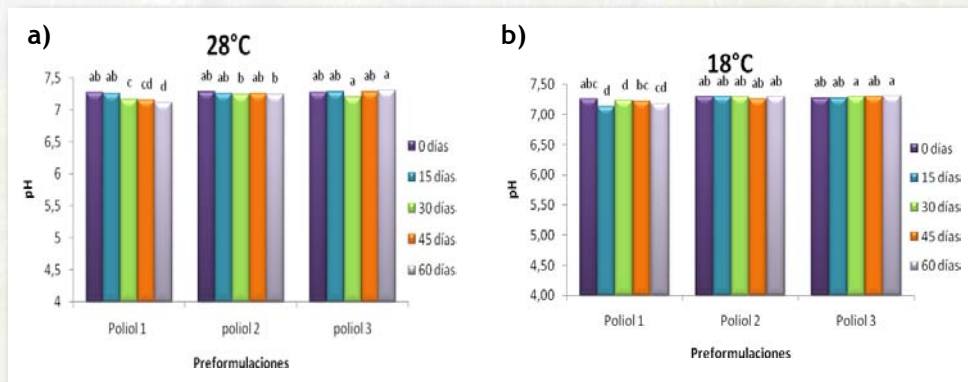 a)
28°C
ab ab c cd d ab ab b ab b ab ab a ab a
7,5
7
6,5
6
5,5
5
4,5
4
pH
Poliol 1 poliol 2 poliol 3
Preformulaciones
0 días
15 días
30 días
45 días
60 días
b)
18°C
abc d d bc cd ab ab ab ab ab ab ab a ab a
7,50
7,00
6,50
6,00
5,50
5,00
4,50
4,00
pH
Poliol 1 Poliol 2 Poliol 3
Preformulaciones
0 días
15 días
30 días
45 días
60 días